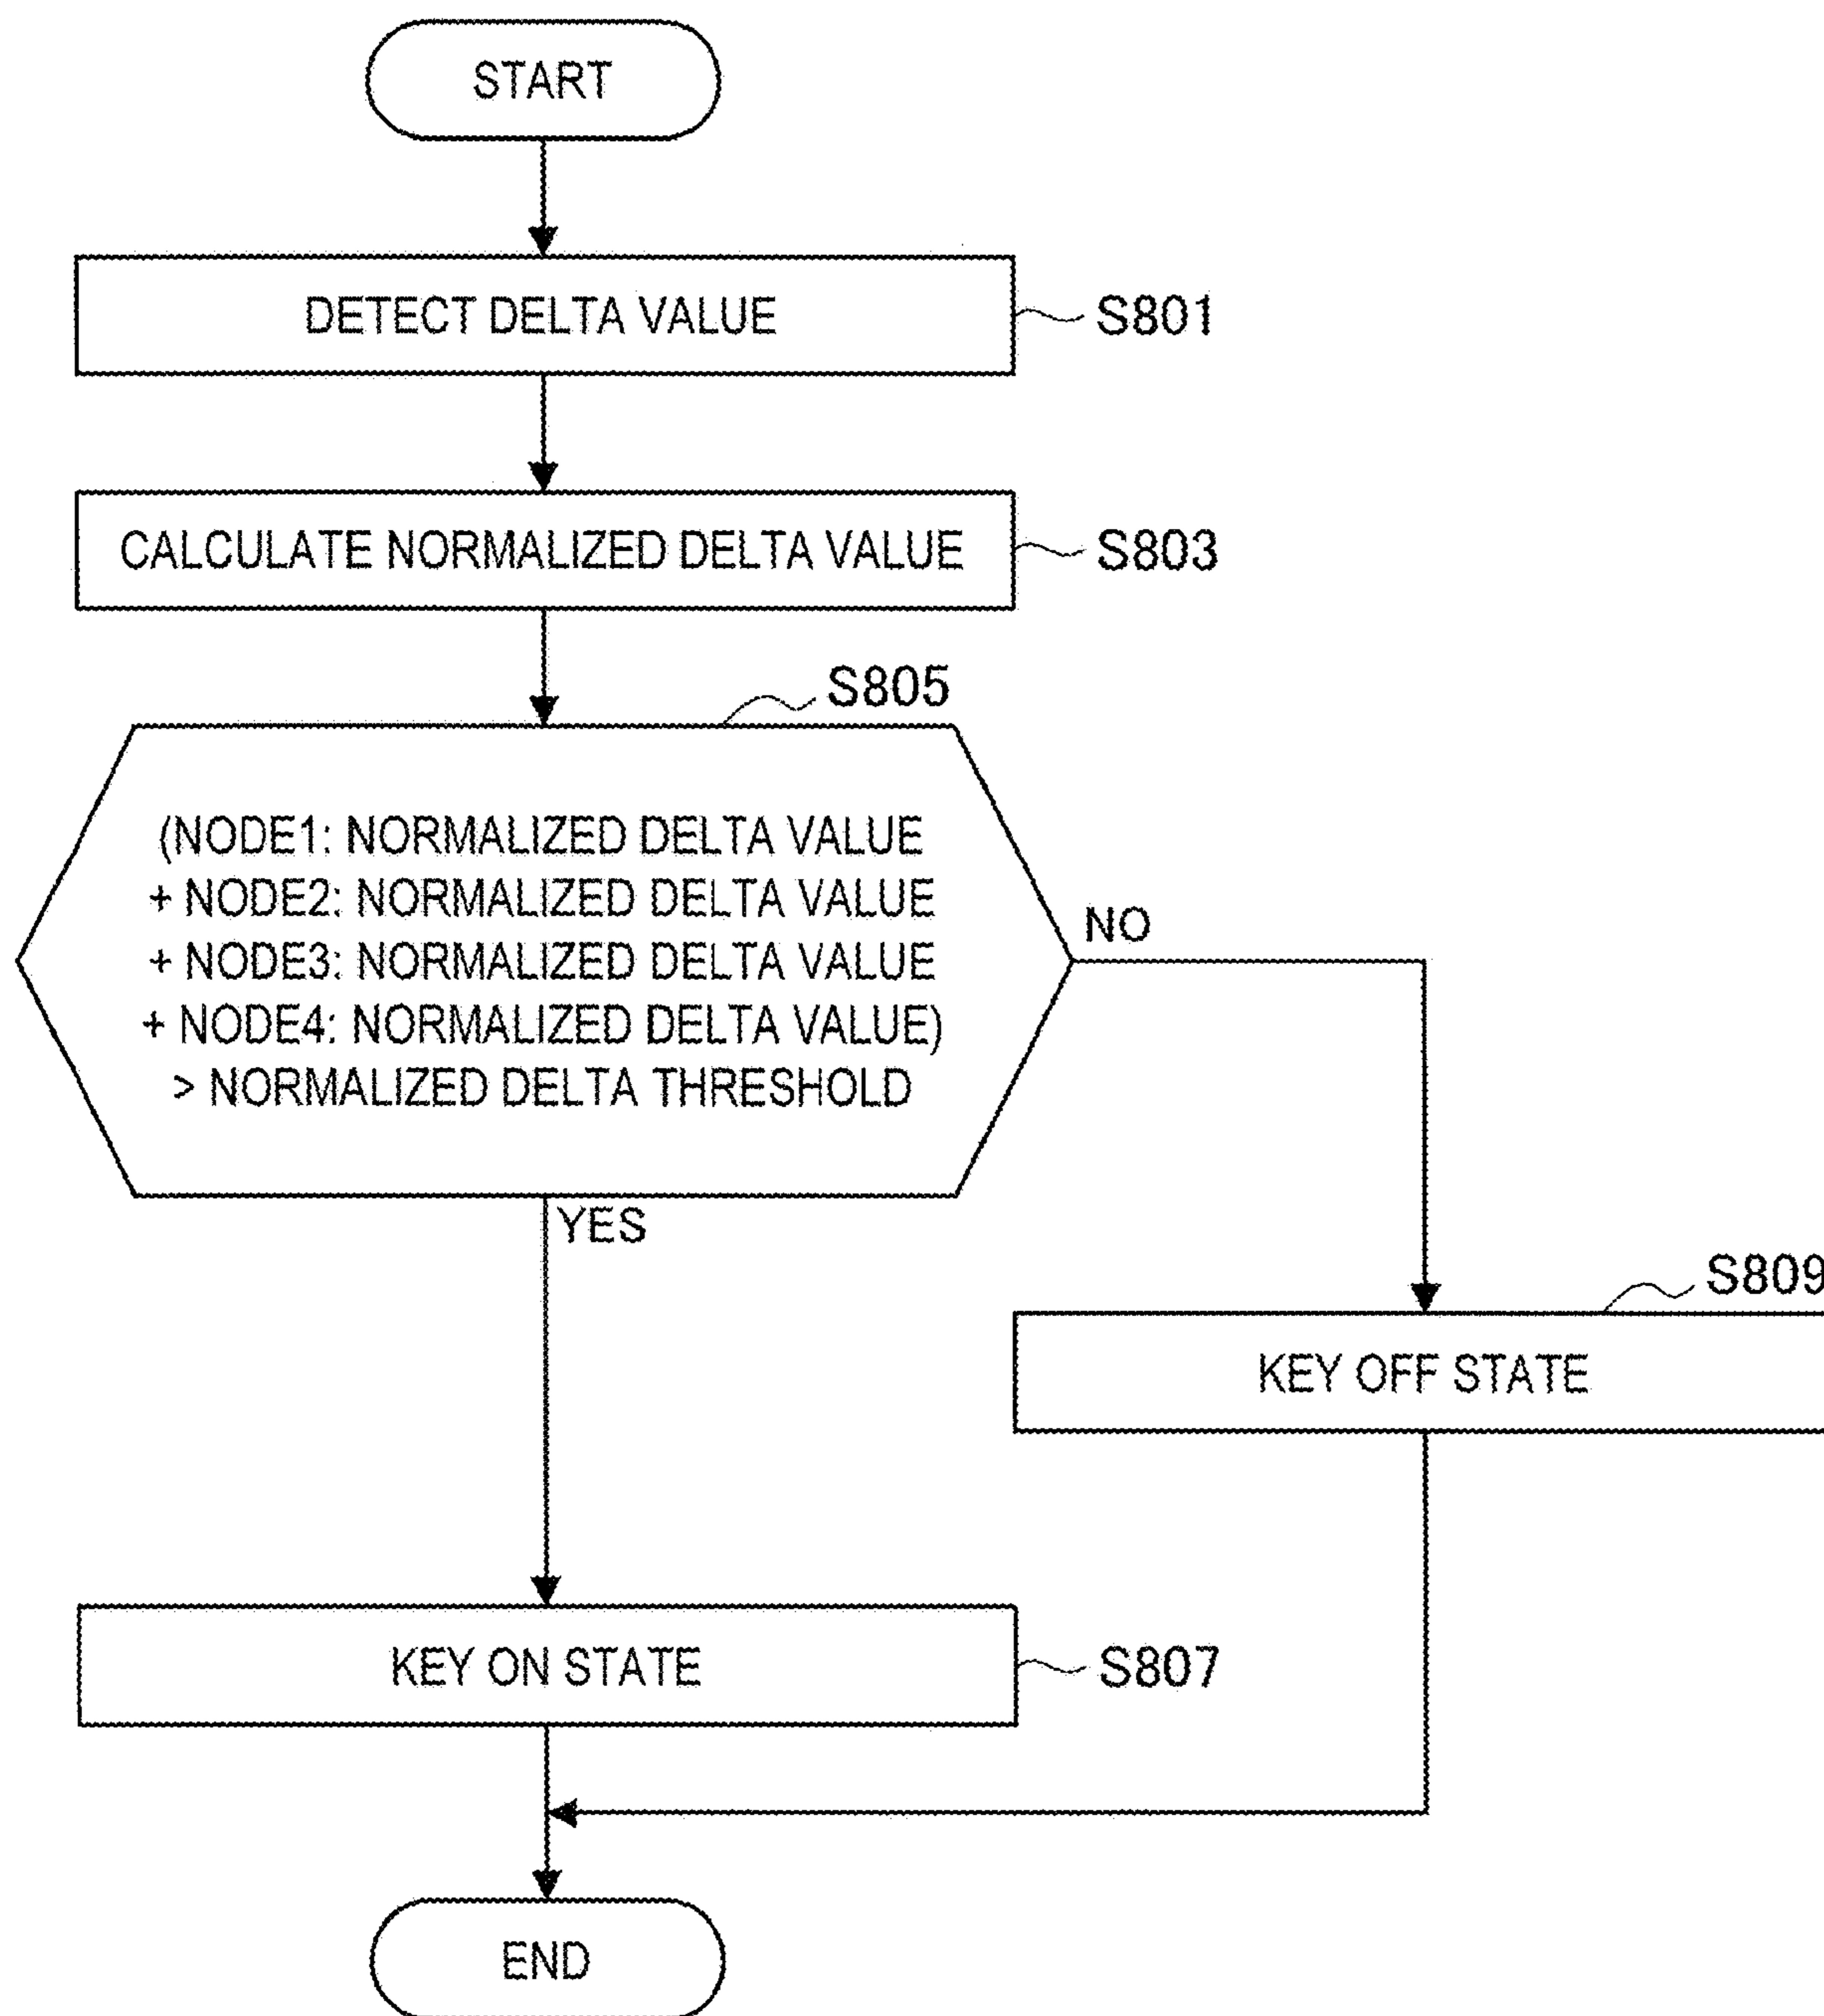 START
DETECT DELTA VALUE
S801
CALCULATE NORMALIZED DELTA VALUE
S803
S805
(NODE1: NORMALIZED DELTA VALUE
+ NODE2: NORMALIZED DELTA VALUE
+ NODE3: NORMALIZED DELTA VALUE
+ NODE4: NORMALIZED DELTA VALUE)
> NORMALIZED DELTA THRESHOLD
NO
YES
S809
KEY OFF STATE
KEY ON STATE
S807
END